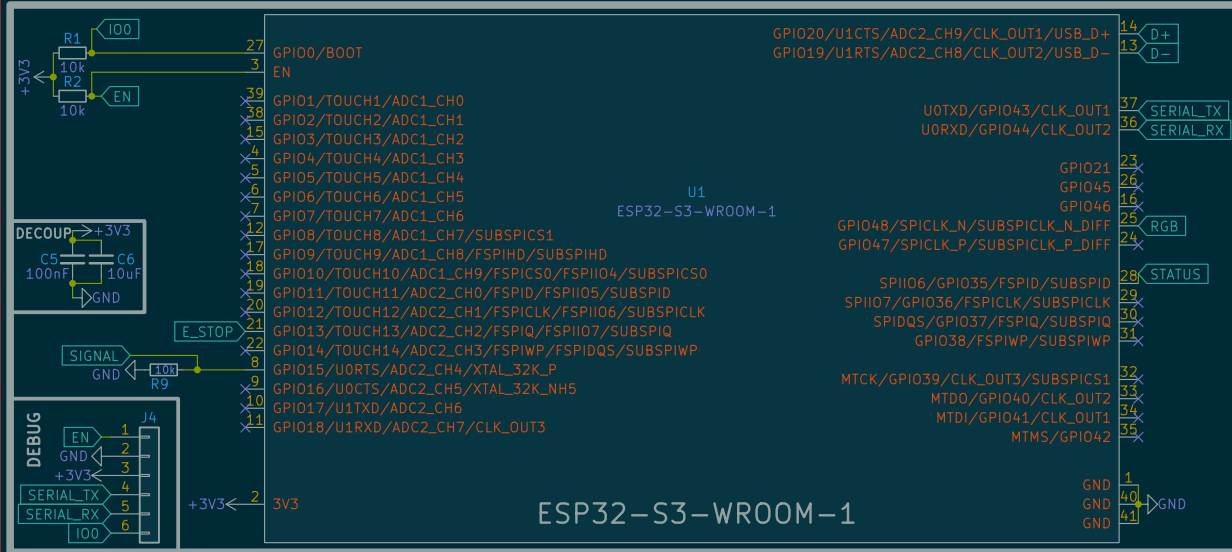 IO0
R1
10k
R2
10k
+3V3
EN
27 GPIO0/BOOT
3 EN
39 GPIO1/TOUCH1/ADC1_CH0
38 GPIO2/TOUCH2/ADC1_CH1
15 GPIO3/TOUCH3/ADC1_CH2
4 GPIO4/TOUCH4/ADC1_CH3
5 GPIO5/TOUCH5/ADC1_CH4
6 GPIO6/TOUCH6/ADC1_CH5
7 GPIO7/TOUCH7/ADC1_CH6
12 GPIO8/TOUCH8/ADC1_CH7/SUBSPICS1
17 GPIO9/TOUCH9/ADC1_CH8/FSPIHD/SUBSPIHD
18 GPIO10/TOUCH10/ADC1_CH9/FSPICS0/FSPIIO4/SUBSPICS0
19 GPIO11/TOUCH11/ADC2_CH0/FSPID/FSPIIO5/SUBSPID
20 GPIO12/TOUCH12/ADC2_CH1/FSPICLK/FSPIIO6/SUBSPICLK
E_STOP 21 GPIO13/TOUCH13/ADC2_CH2/FSPIQ/FSPIIO7/SUBSPIQ
22 GPIO14/TOUCH14/ADC2_CH3/FSPIWP/FSPIDQS/SUBSPIWP
SIGNAL
GND 10k 8 GPIO15/U0RTS/ADC2_CH4/XTAL_32K_P
R9
9 GPIO16/U0CTS/ADC2_CH5/XTAL_32K_NH5
10 GPIO17/U1TXD/ADC2_CH6
11 GPIO18/U1RXD/ADC2_CH7/CLK_OUT3
+3V3 2 3V3
U1
ESP32-S3-WROOM-1
ESP32-S3-WROOM-1
GPIO20/U1CTS/ADC2_CH9/CLK_OUT1/USB_D+ 14 D+
GPIO19/U1RTS/ADC2_CH8/CLK_OUT2/USB_D- 13 D-
U0TXD/GPIO43/CLK_OUT1 37 SERIAL_TX
U0RXD/GPIO44/CLK_OUT2 36 SERIAL_RX
GPIO21 23
GPIO45 26
GPIO46 16
GPIO48/SPICLK_N/SUBSPICLK_N_DIFF 25 RGB
GPIO47/SPICLK_P/SUBSPICLK_P_DIFF 24
SPIIO6/GPIO35/FSPID/SUBSPID 28 STATUS
SPIIO7/GPIO36/FSPICLK/SUBSPICLK 29
SPIDQS/GPIO37/FSPIQ/SUBSPIQ 30
GPIO38/FSPIWP/SUBSPIWP 31
MTCK/GPIO39/CLK_OUT3/SUBSPICS1 32
MTDO/GPIO40/CLK_OUT2 33
MTDI/GPIO41/CLK_OUT1 34
MTMS/GPIO42 35
GND 1
GND 40 GND
GND 41
DECOUP +3V3
C5 C6
100nF 10uF
GND
DEBUG
J4
EN 1
GND 2
+3V3 3
SERIAL_TX 4
SERIAL_RX 5
IO0 6